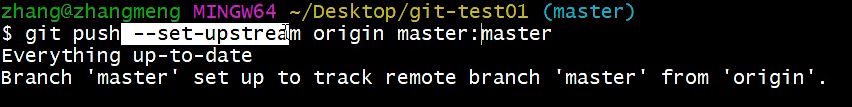 zhang@zhangmeng MINGW64 ~/Desktop/git-test01 (master)
$ git push --set-upstream origin master:master
Everything up-to-date
Branch 'master' set up to track remote branch 'master' from 'origin'.